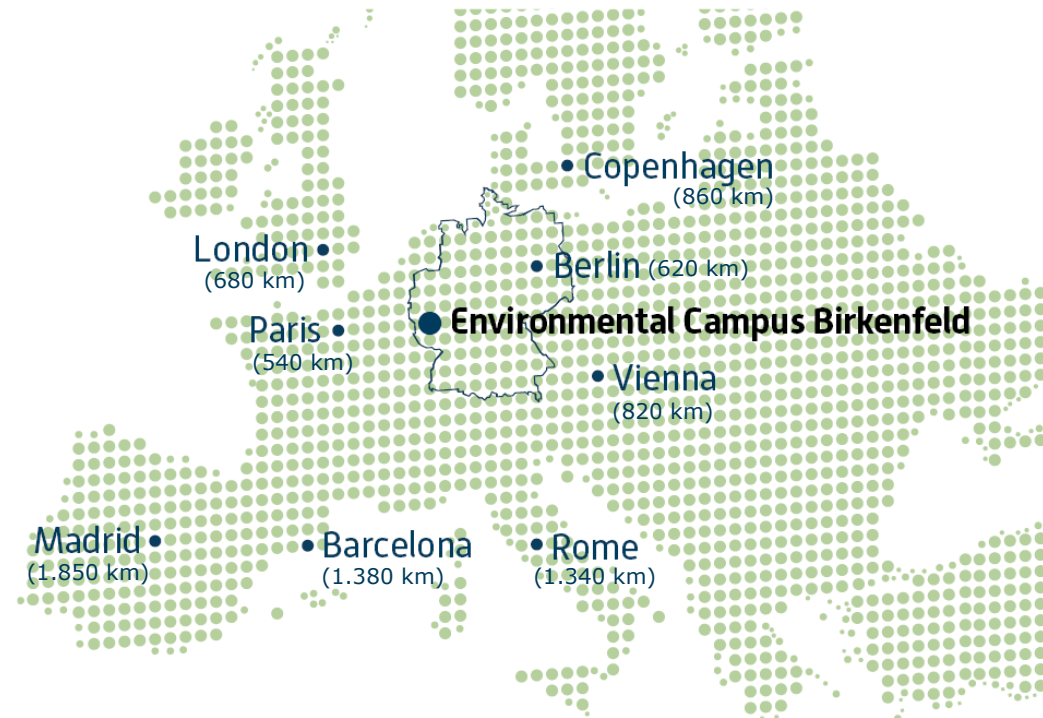 Copenhagen
(860 km)
London
(680 km)
Berlin (620 km)
Environmental Campus Birkenfeld
Paris
(540 km)
Vienna
(820 km)
Madrid
(1.850 km)
Barcelona
(1.380 km)
Rome
(1.340 km)